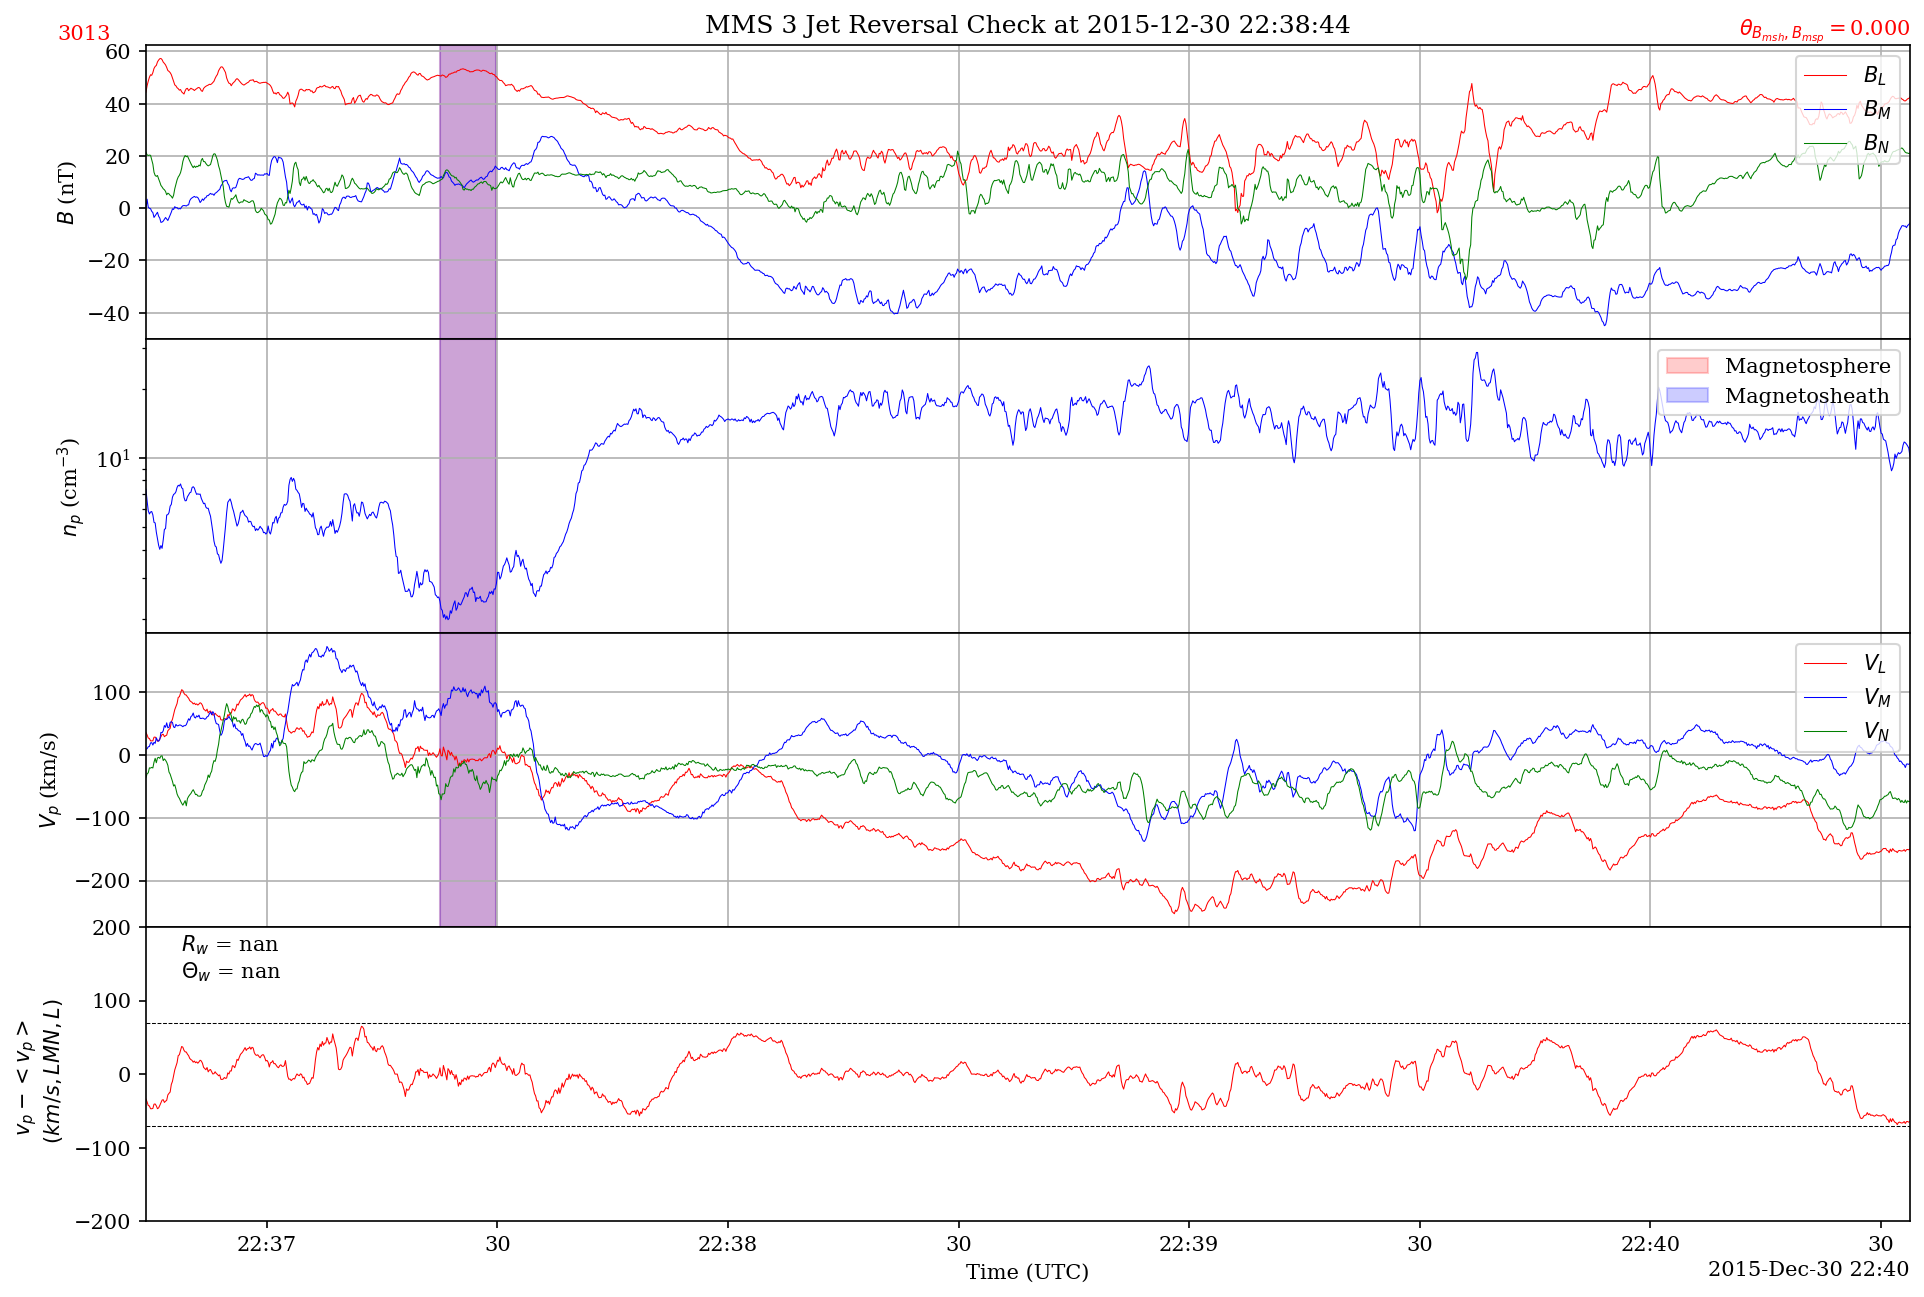 MMS 3 Jet Reversal Check at 2015-12-30 22:38:44
3013
θ_{B_{msh}, B_{msp}} = 0.000
60
40
20
0
−20
−40
B (nT)
B_L
B_M
B_N
10^1
n_p (cm^{−3})
Magnetosphere
Magnetosheath
100
0
−100
−200
V_p (km/s)
V_L
V_M
V_N
200
100
0
−100
−200
v_p − < v_p >
(km/s, LMN, L)
R_w = nan
Θ_w = nan
22:37 30 22:38 30 22:39 30 22:40 30
Time (UTC)
2015-Dec-30 22:40